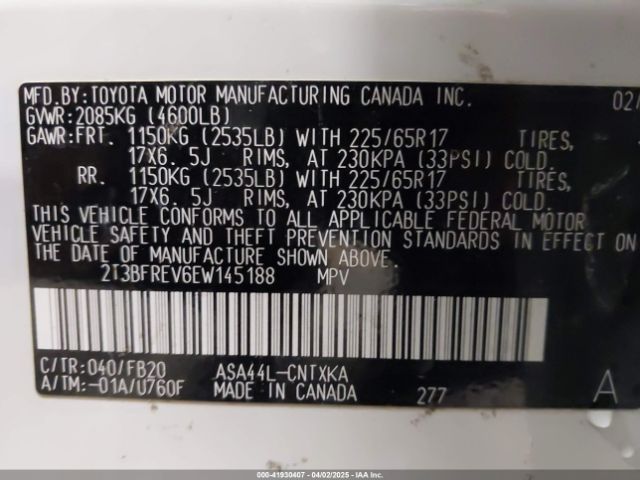 MFD.BY:TOYOTA MOTOR MANUFACTURING CANADA INC. 02/
GVWR:2085KG (4600LB)
GAWR:FRT. 1150KG (2535LB) WITH 225/65R17 TIRES,
17X6. 5J RIMS, AT 230KPA (33PSI) COLD.
RR. 1150KG (2535LB) WITH 225/65R17 TIRES,
17X6. 5J RIMS, AT 230KPA (33PSI) COLD.
THIS VEHICLE CONFORMS TO ALL APPLICABLE FEDERAL MOTOR
VEHICLE SAFETY AND THEFT PREVENTION STANDARDS IN EFFECT ON
THE DATE OF MANUFACTURE SHOWN ABOVE.
2T3BFREV6EW145188 MPV
C/TR:040/FB20 ASA44L-CNTXKA
A/TM:-01A/U760F MADE IN CANADA 277 A
000-41930407 - 04/02/2025 - IAA Inc.